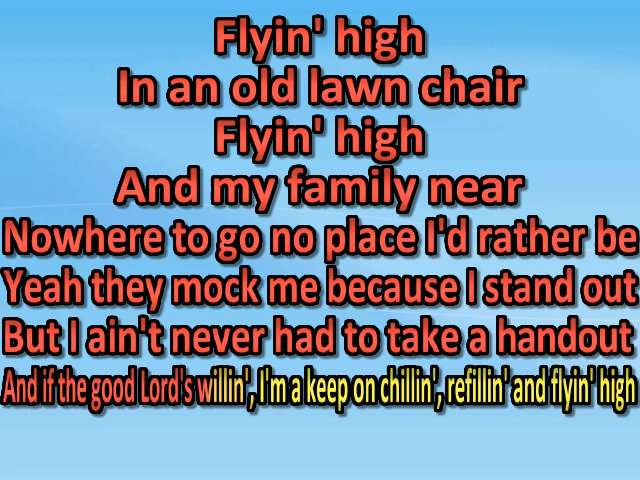 Flyin' high
In an old lawn chair
Flyin' high
And my family near
Nowhere to go no place I'd rather be
Yeah they mock me because I stand out
But I ain't never had to take a handout
And if the good Lord's willin', I'm a keep on chillin', refillin' and flyin' high